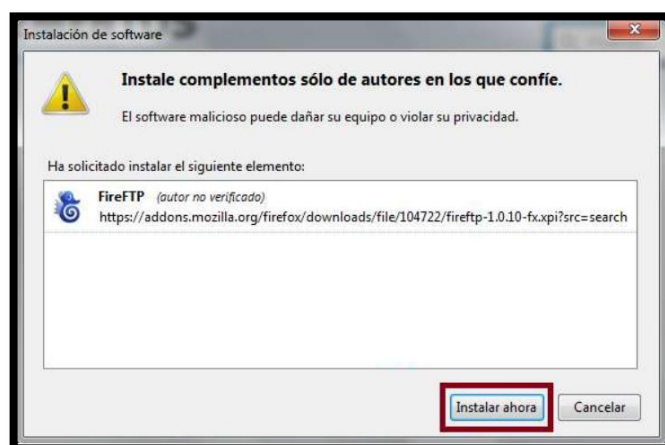 Instalación de software
Instale complementos sólo de autores en los que confíe.
El software malicioso puede dañar su equipo o violar su privacidad.
Ha solicitado instalar el siguiente elemento:
FireFTP (autor no verificado)
https://addons.mozilla.org/firefox/downloads/file/104722/fireftp-1.0.10-fx.xpi?src=search
Instalar ahora
Cancelar